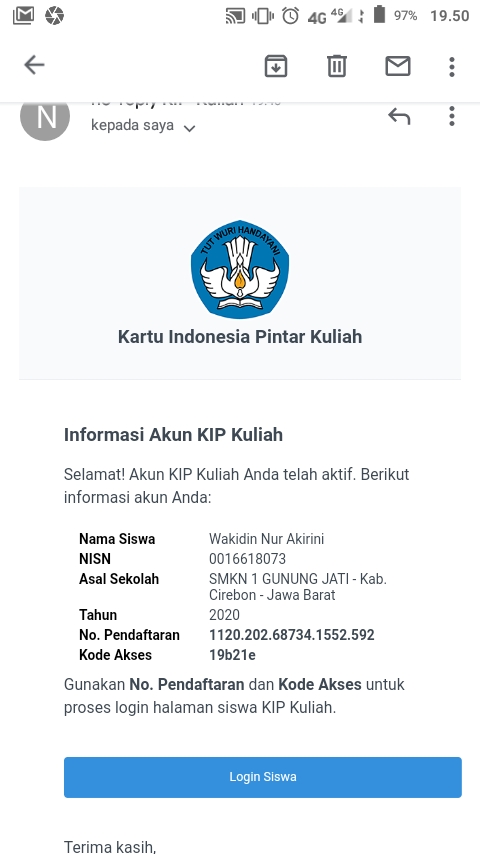 4G 4G 97% 19.50
N
kepada saya
TUT WURI HANDAYANI
Kartu Indonesia Pintar Kuliah
Informasi Akun KIP Kuliah
Selamat! Akun KIP Kuliah Anda telah aktif. Berikut
informasi akun Anda:
Nama Siswa Wakidin Nur Akirini
NISN 0016618073
Asal Sekolah SMKN 1 GUNUNG JATI - Kab.
Cirebon - Jawa Barat
Tahun 2020
No. Pendaftaran 1120.202.68734.1552.592
Kode Akses 19b21e
Gunakan No. Pendaftaran dan Kode Akses untuk
proses login halaman siswa KIP Kuliah.
Login Siswa
Terima kasih,